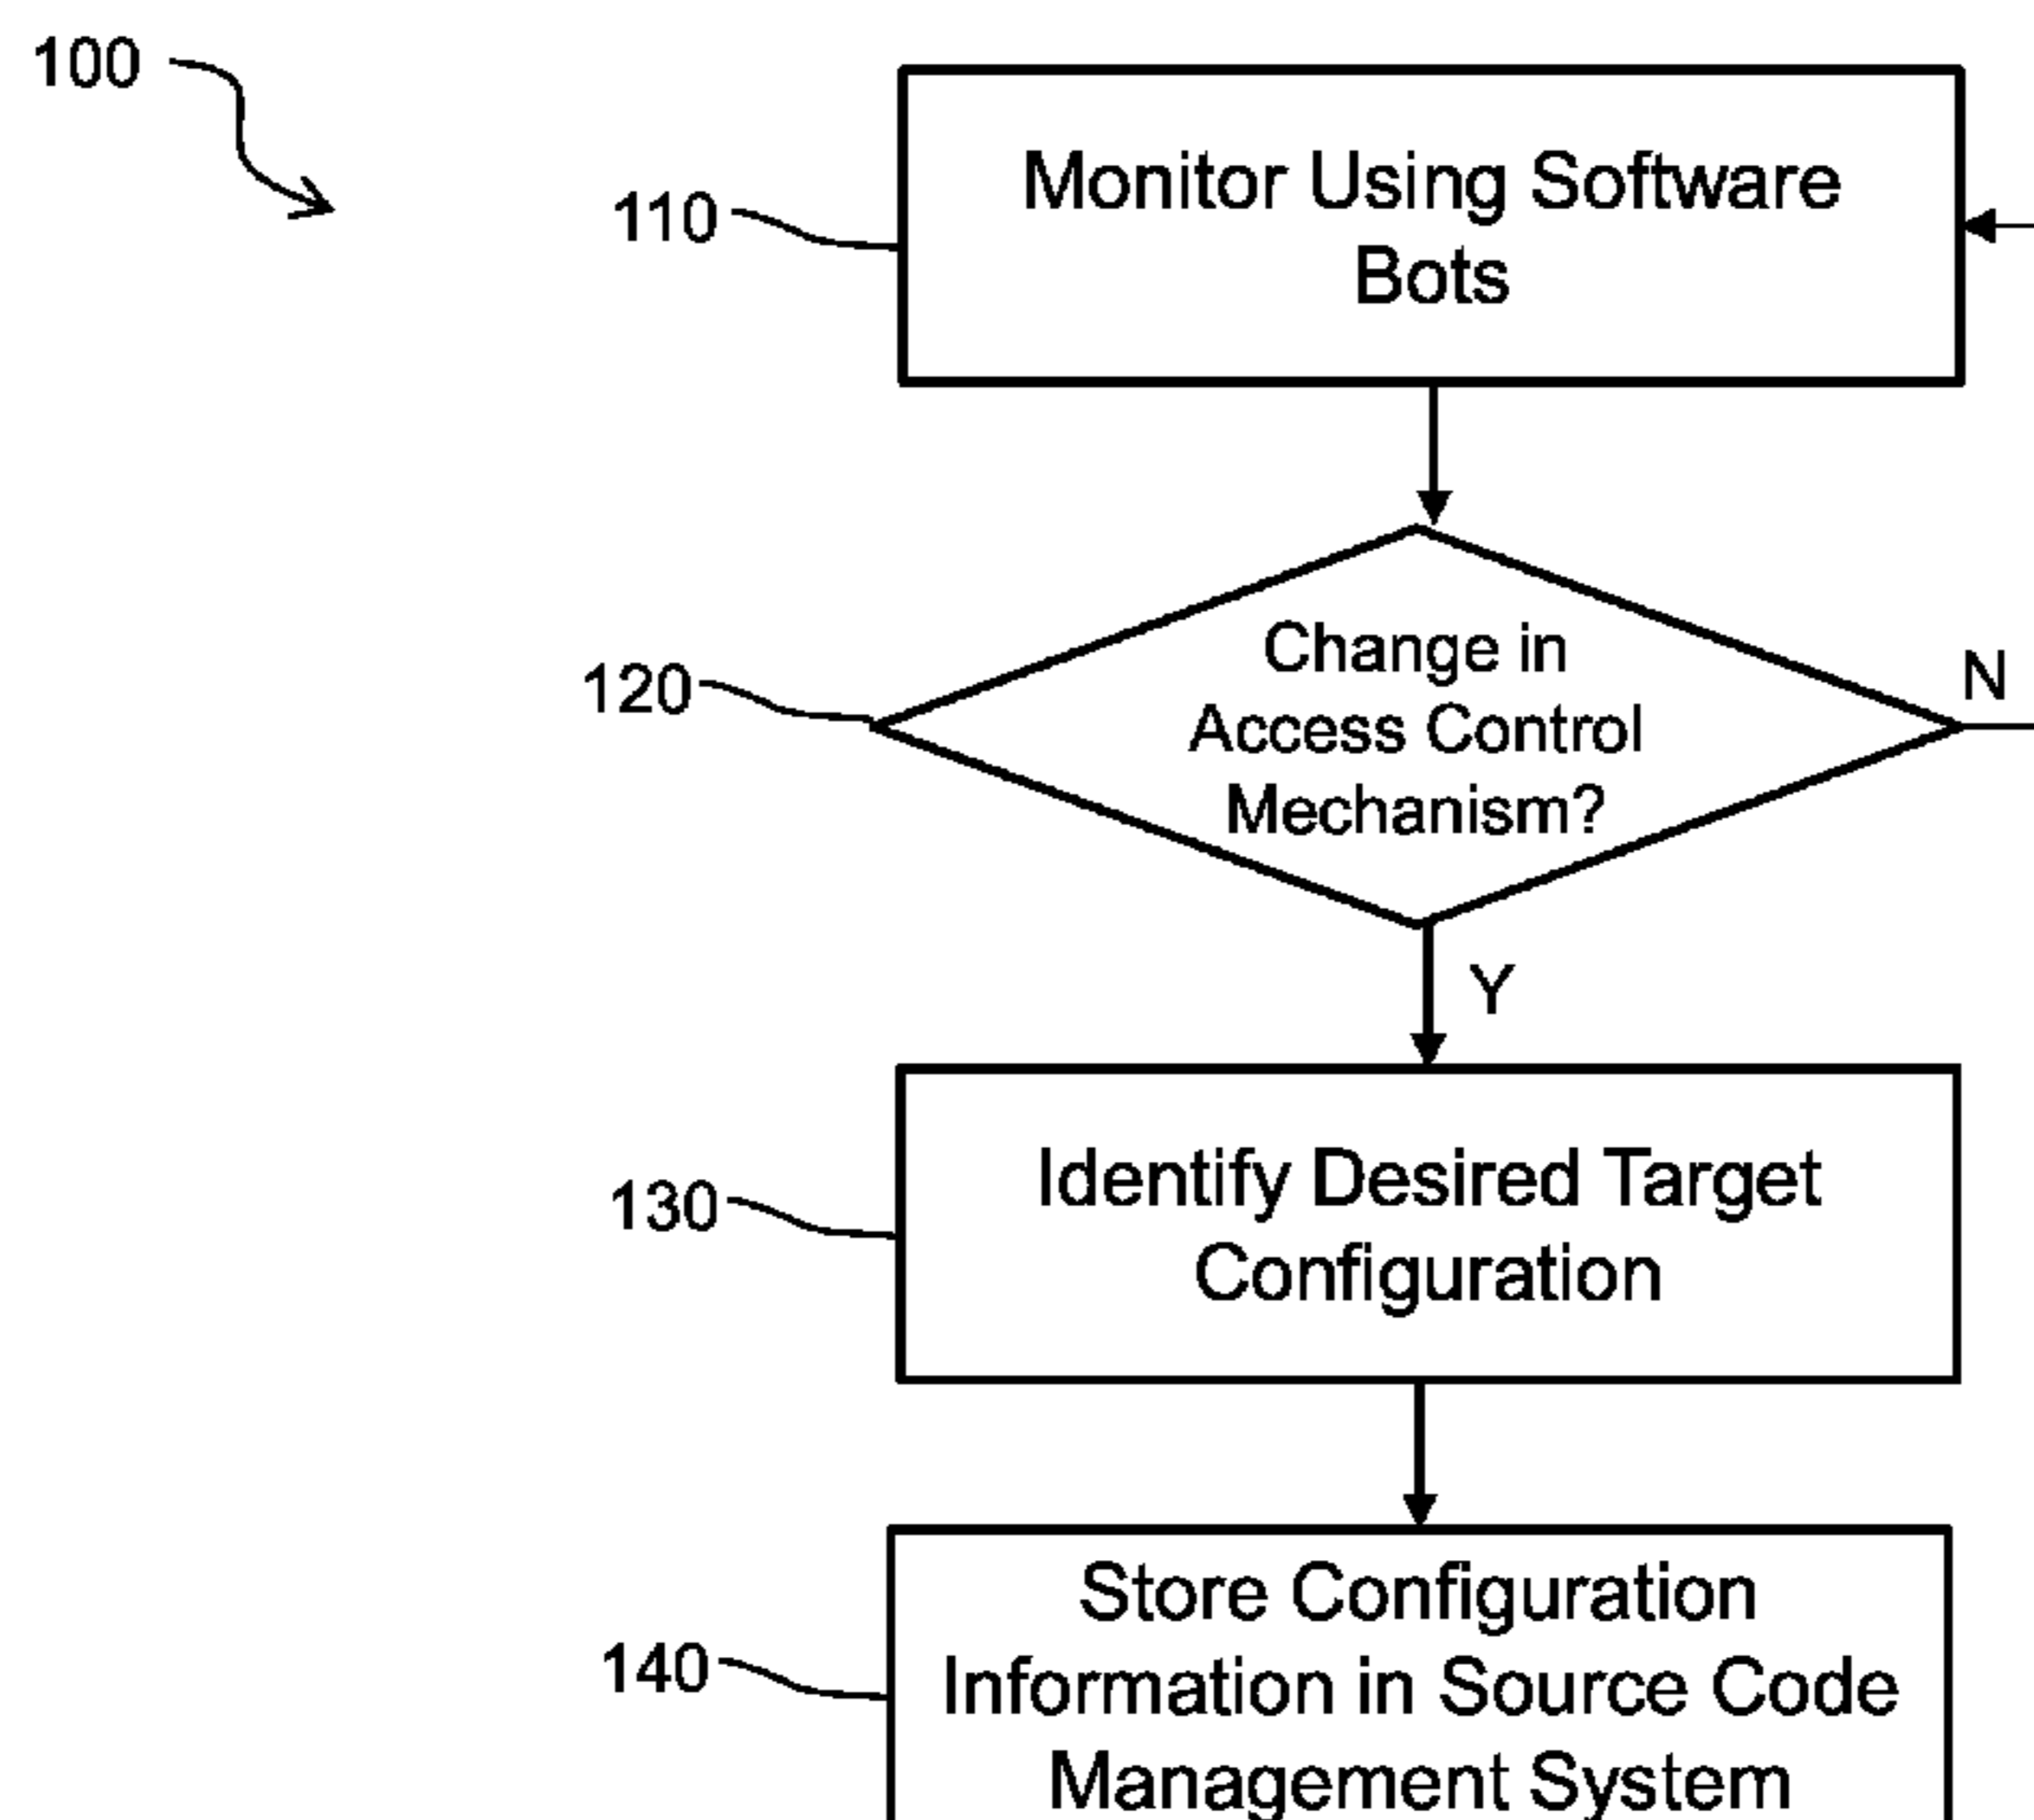 100
110
Monitor Using Software
Bots
120
Change in
Access Control
Mechanism?
N
Y
130
Identify Desired Target
Configuration
140
Store Configuration
Information in Source Code
Management System